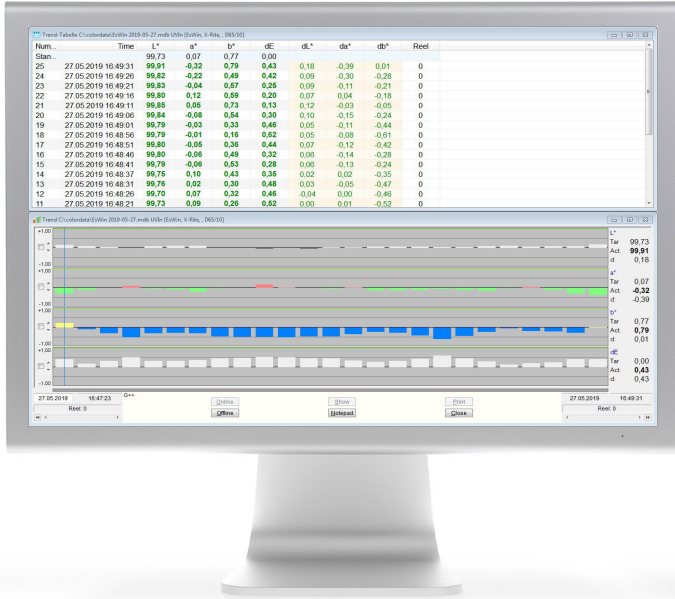 Trend-Tabelle C:\colordata\EsWin 2019-05-27.mdb UVIn [EsWin, X-Rite, , D65/10]
Num... Time L* a* b* dE dL* da* db* Reel
Stan... 99,73 0,07 0,77 0,00
25 27.05.2019 16:49:31 99,91 -0,32 0,79 0,43 0,18 -0,39 0,01 0
24 27.05.2019 16:49:26 99,82 -0,22 0,49 0,42 0,09 -0,30 -0,28 0
23 27.05.2019 16:49:21 99,83 -0,04 0,57 0,25 0,09 -0,11 -0,21 0
22 27.05.2019 16:49:16 99,80 0,12 0,59 0,20 0,07 0,04 -0,18 0
21 27.05.2019 16:49:11 99,85 0,05 0,73 0,13 0,12 -0,03 -0,05 0
20 27.05.2019 16:49:06 99,84 -0,08 0,54 0,30 0,10 -0,15 -0,24 0
19 27.05.2019 16:49:01 99,79 -0,03 0,33 0,46 0,05 -0,11 -0,44 0
18 27.05.2019 16:48:56 99,79 -0,01 0,16 0,62 0,05 -0,08 -0,61 0
17 27.05.2019 16:48:51 99,80 -0,05 0,36 0,44 0,07 -0,12 -0,42 0
16 27.05.2019 16:48:46 99,80 -0,06 0,49 0,32 0,06 -0,14 -0,28 0
15 27.05.2019 16:48:41 99,79 -0,06 0,53 0,28 0,06 -0,13 -0,24 0
14 27.05.2019 16:48:37 99,75 0,10 0,43 0,35 0,02 0,02 -0,35 0
13 27.05.2019 16:48:31 99,76 0,02 0,30 0,48 0,03 -0,05 -0,47 0
12 27.05.2019 16:48:26 99,70 0,07 0,32 0,46 -0,04 0,00 -0,46 0
11 27.05.2019 16:48:21 99,73 0,09 0,26 0,52 0,00 0,01 -0,52 0
Trend C:\colordata\EsWin 2019-05-27.mdb UVIn [EsWin, X-Rite, , D65/10]
+1,00
L*
Tar 99,73
Act. 99,91
-1,00 d: 0,18
+1,00
a*
Tar 0,07
Act. -0,32
-1,00 d: -0,39
+1,00
b*
Tar 0,77
Act. 0,79
-1,00 d: 0,01
+1,00
dE
Tar 0,00
Act. 0,43
-1,00 d: 0,43
27.05.2019 16:47:23 G++ Online Show Print 27.05.2019 16:49:31
Reel: 0 Offline Notepad Close Reel: 0